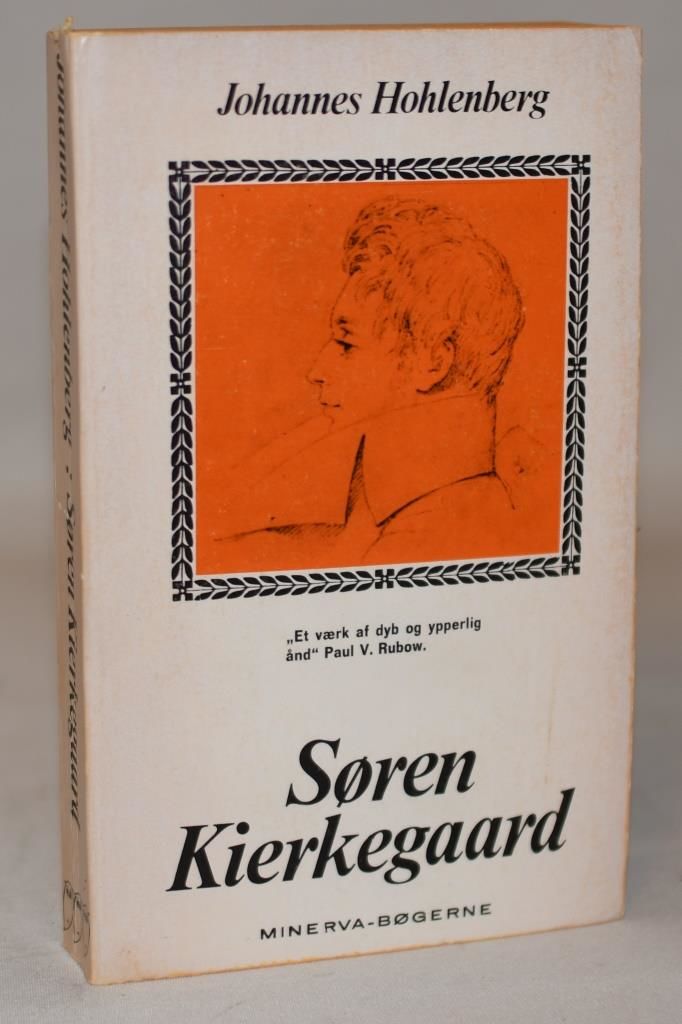 Johannes Hohlenberg
„Et værk af dyb og ypperlig
ånd“ Paul V. Rubow.
Søren
Kierkegaard
MINERVA-BØGERNE
Johannes Hohlenberg : Søren Kierkegaard